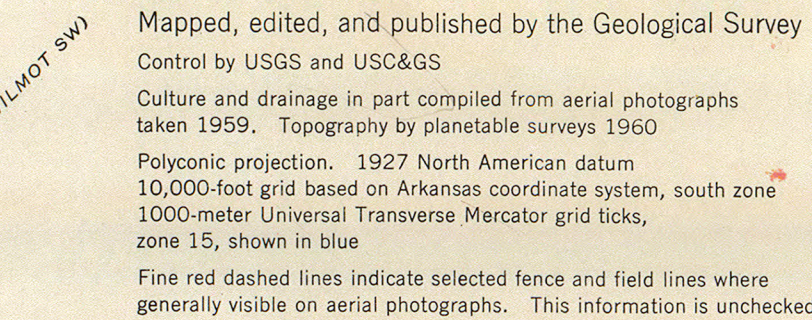 ILMOT SW)
Mapped, edited, and published by the Geological Survey
Control by USGS and USC&GS
Culture and drainage in part compiled from aerial photographs
taken 1959. Topography by planetable surveys 1960
Polyconic projection. 1927 North American datum
10,000-foot grid based on Arkansas coordinate system, south zone
1000-meter Universal Transverse Mercator grid ticks,
zone 15, shown in blue
Fine red dashed lines indicate selected fence and field lines where
generally visible on aerial photographs. This information is unchecked